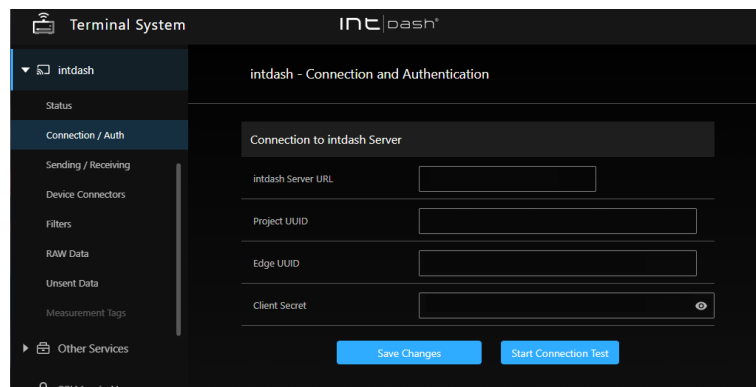 Terminal System
intdash®
intdash
Status
Connection / Auth
Sending / Receiving
Device Connectors
Filters
RAW Data
Unsent Data
Measurement Tags
Other Services
intdash - Connection and Authentication
Connection to intdash Server
intdash Server URL
Project UUID
Edge UUID
Client Secret
Save Changes
Start Connection Test